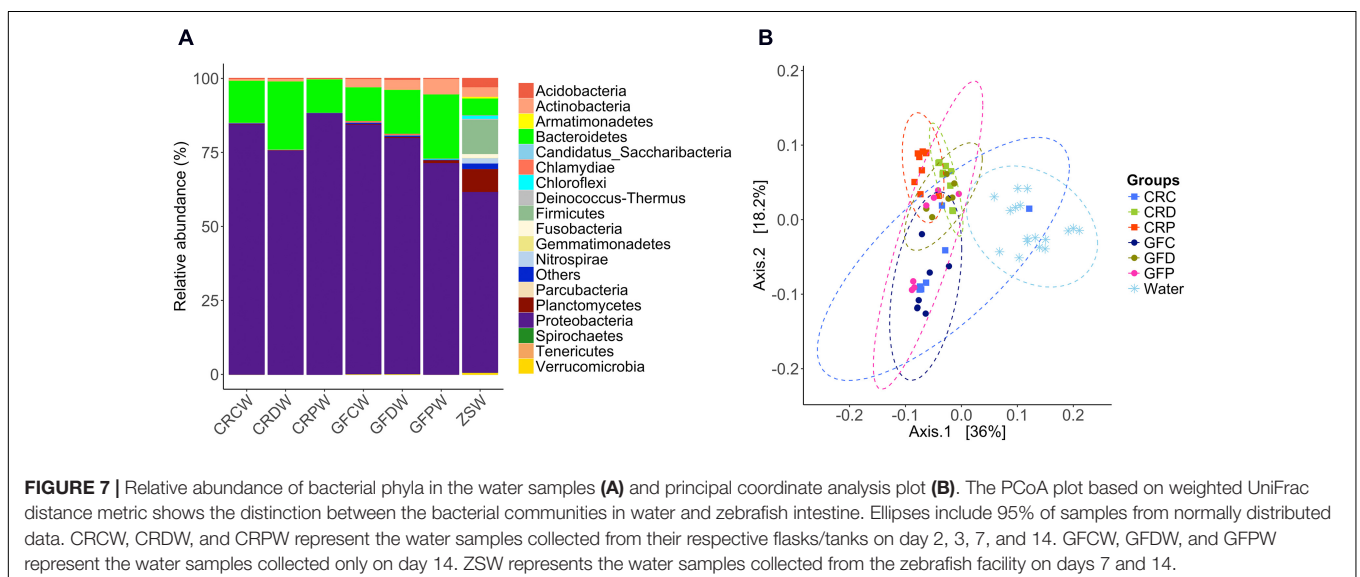 A
B
Relative abundance (%)
100
75
50
25
0
CRCW
CRDW
CRPW
GFCW
GFDW
GFPW
ZSW
Acidobacteria
Actinobacteria
Armatimonadetes
Bacteroidetes
Candidatus_Saccharibacteria
Chlamydiae
Chloroflexi
Deinococcus-Thermus
Firmicutes
Fusobacteria
Gemmatimonadetes
Nitrospirae
Others
Parcubacteria
Planctomycetes
Proteobacteria
Spirochaetes
Tenericutes
Verrucomicrobia
Axis.2 [18.2%]
0.2
0.1
0.0
-0.1
-0.2
-0.2 -0.1 0.0 0.1 0.2
Axis.1 [36%]
Groups
CRC
CRD
CRP
GFC
GFD
GFP
Water
FIGURE 7 | Relative abundance of bacterial phyla in the water samples (A) and principal coordinate analysis plot (B). The PCoA plot based on weighted UniFrac
distance metric shows the distinction between the bacterial communities in water and zebrafish intestine. Ellipses include 95% of samples from normally distributed
data. CRCW, CRDW, and CRPW represent the water samples collected from their respective flasks/tanks on day 2, 3, 7, and 14. GFCW, GFDW, and GFPW
represent the water samples collected only on day 14. ZSW represents the water samples collected from the zebrafish facility on days 7 and 14.